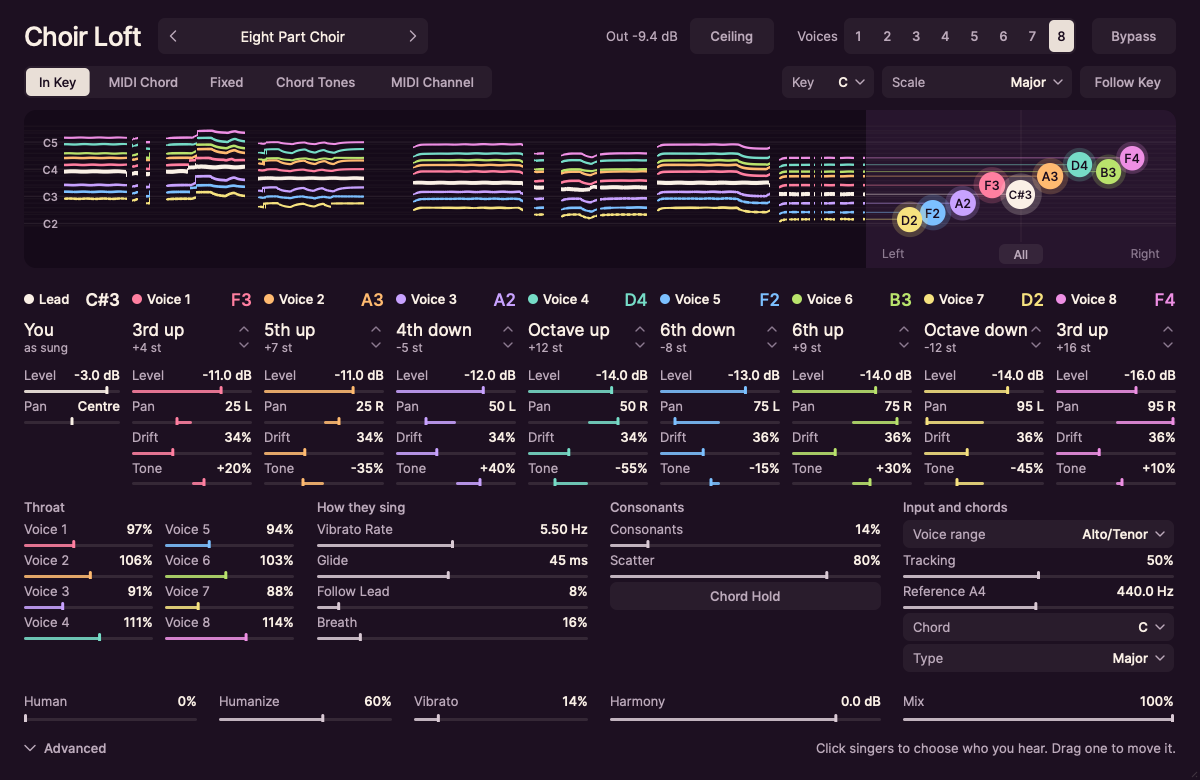 Choir Loft
Eight Part Choir
Out -9.4 dB
Ceiling
Voices 1 2 3 4 5 6 7 8
Bypass
In Key MIDI Chord Fixed Chord Tones MIDI Channel
Key C
Scale Major
Follow Key
C5
C4
C3
C2
D2 F2 A2 F3 C#3 A3 D4 B3 F4
Left All Right
Lead C#3 Voice 1 F3 Voice 2 A3 Voice 3 A2 Voice 4 D4 Voice 5 F2 Voice 6 B3 Voice 7 D2 Voice 8 F4
You 3rd up 5th up 4th down Octave up 6th down 6th up Octave down 3rd up
as sung +4 st +7 st -5 st +12 st -8 st +9 st -12 st +16 st
Level -3.0 dB Level -11.0 dB Level -11.0 dB Level -12.0 dB Level -14.0 dB Level -13.0 dB Level -14.0 dB Level -14.0 dB Level -16.0 dB
Pan Centre Pan 25 L Pan 25 R Pan 50 L Pan 50 R Pan 75 L Pan 75 R Pan 95 L Pan 95 R
Drift 34% Drift 34% Drift 34% Drift 34% Drift 36% Drift 36% Drift 36% Drift 36%
Tone +20% Tone -35% Tone +40% Tone -55% Tone -15% Tone +30% Tone -45% Tone +10%
Throat
Voice 1 97% Voice 5 94%
Voice 2 106% Voice 6 103%
Voice 3 91% Voice 7 88%
Voice 4 111% Voice 8 114%
How they sing
Vibrato Rate 5.50 Hz
Glide 45 ms
Follow Lead 8%
Breath 16%
Consonants
Consonants 14%
Scatter 80%
Chord Hold
Input and chords
Voice range Alto/Tenor
Tracking 50%
Reference A4 440.0 Hz
Chord C
Type Major
Human 0% Humanize 60% Vibrato 14% Harmony 0.0 dB Mix 100%
Advanced
Click singers to choose who you hear. Drag one to move it.